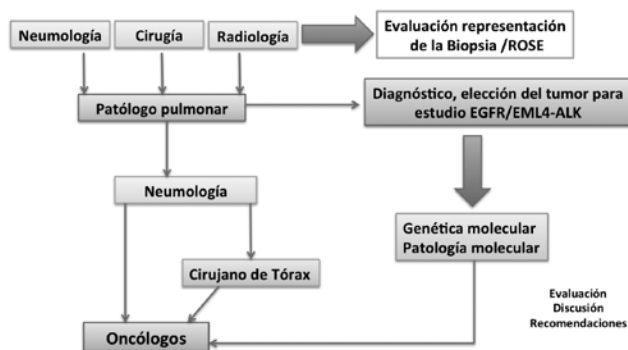 Neumología
Cirugía
Radiología
Evaluación representación
de la Biopsia /ROSE
Patólogo pulmonar
Diagnóstico, elección del tumor para
estudio EGFR/EML4-ALK
Neumología
Genética molecular
Patología molecular
Cirujano de Tórax
Evaluación
Discusión
Recomendaciones
Oncólogos